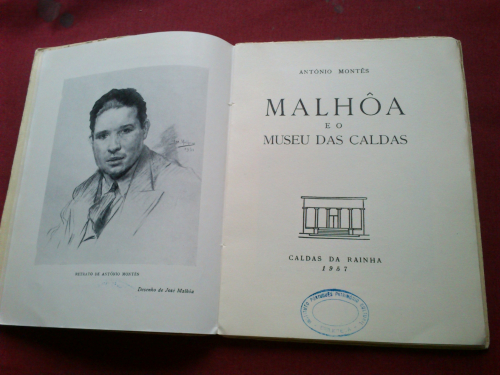 RETRATO DE ANTÓNIO MONTÊS
Desenho de José Malhôa
ANTÓNIO MONTÊS
MALHÔA
E O
MUSEU DAS CALDAS
CALDAS DA RAINHA
1957